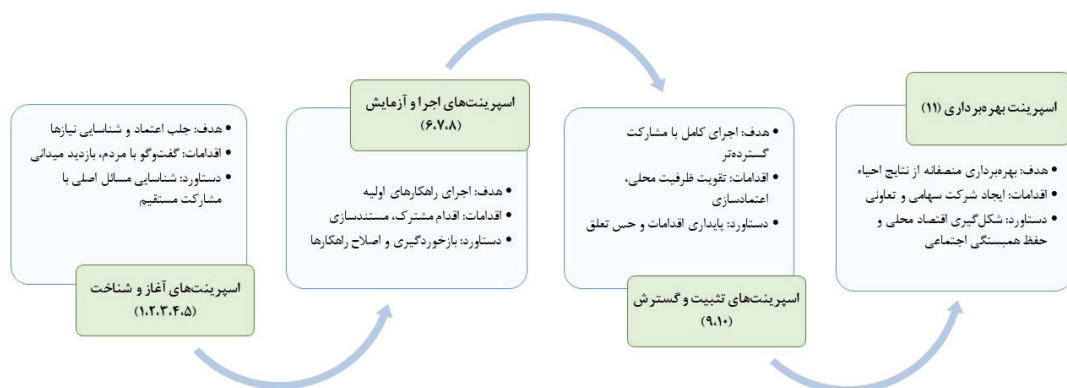 هدف: جلب اعتماد و شناسایی نیازها
اقدامات: گفت‌وگو با مردم، بازدید میدانی
دستاورد: شناسایی مسائل اصلی با
مشارکت مستقیم
اسپرینت‌های آغاز و شناخت
(۱،۲،۳،۴،۵)
اسپرینت‌های اجرا و آزمایش
(۶،۷،۸)
هدف: اجرای راهکارهای اولیه
اقدامات: اقدام مشترک، مستندسازی
دستاورد: بازخوردگیری و اصلاح راهکارها
هدف: اجرای کامل با مشارکت
گسترده‌تر
اقدامات: تقویت ظرفیت محلی،
اعتمادسازی
دستاورد: پایداری اقدامات و حس تعلق
اسپرینت‌های تثبیت و گسترش
(۹،۱۰)
اسپرینت بهره‌برداری (۱۱)
هدف: بهره‌برداری منصفانه از نتایج احیاء
اقدامات: ایجاد شرکت سهامی و تعاونی
دستاورد: شکل‌گیری اقتصاد محلی و
حفظ همبستگی اجتماعی